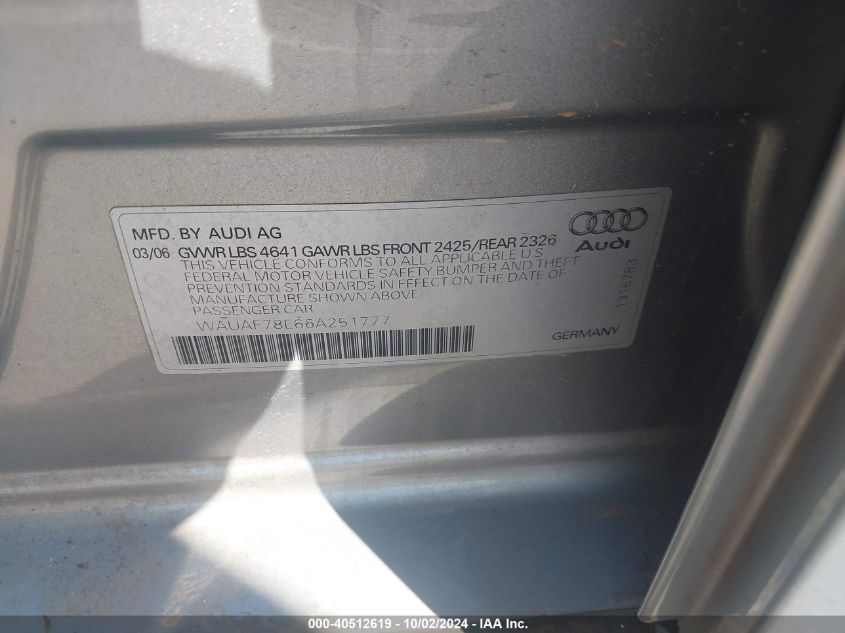 MFD. BY AUDI AG
03/06 GVWR LBS 4641 GAWR LBS FRONT 2425/REAR 2326
THIS VEHICLE CONFORMS TO ALL APPLICABLE U S
FEDERAL MOTOR VEHICLE SAFETY BUMPER AND THEFT
PREVENTION STANDARDS IN EFFECT ON THE DATE OF
MANUFACTURE SHOWN ABOVE
PASSENGER CAR
WAUAF78E66A251777
GERMANY
Audi
1316783
000-40512619 - 10/02/2024 - IAA Inc.